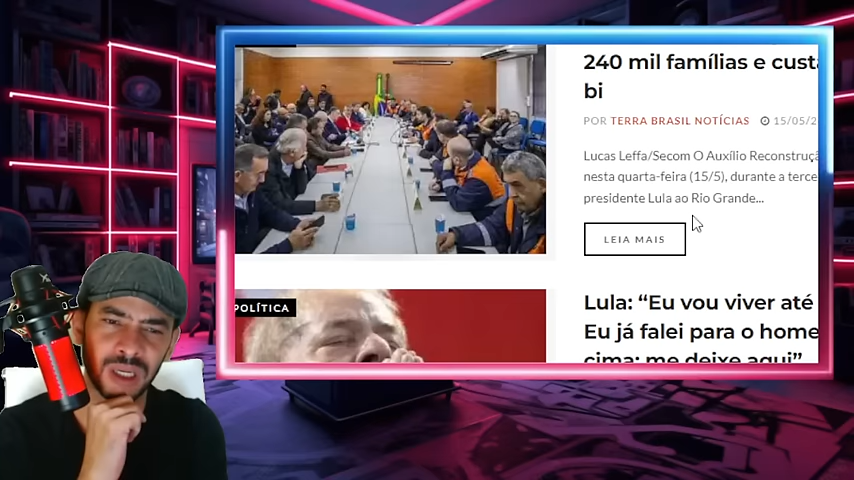 240 mil famílias e custa
bi
POR TERRA BRASIL NOTÍCIAS 15/05/2
Lucas Leffa/Secom O Auxílio Reconstruçã
nesta quarta-feira (15/5), durante a terce
presidente Lula ao Rio Grande...
LEIA MAIS
POLÍTICA
Lula: “Eu vou viver até
Eu já falei para o home
cima: me deixe aqui”